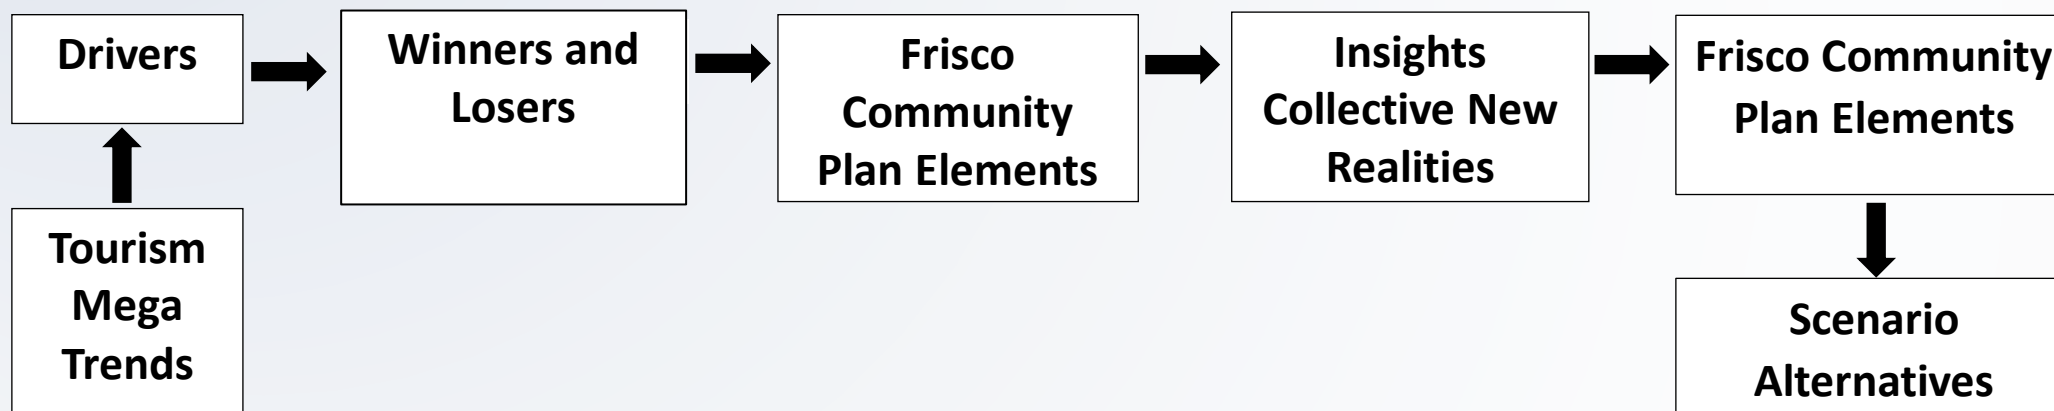 Drivers
Winners and
Losers
Frisco
Community
Plan Elements
Insights
Collective New
Realities
Frisco Community
Plan Elements
Tourism
Mega
Trends
Scenario
Alternatives